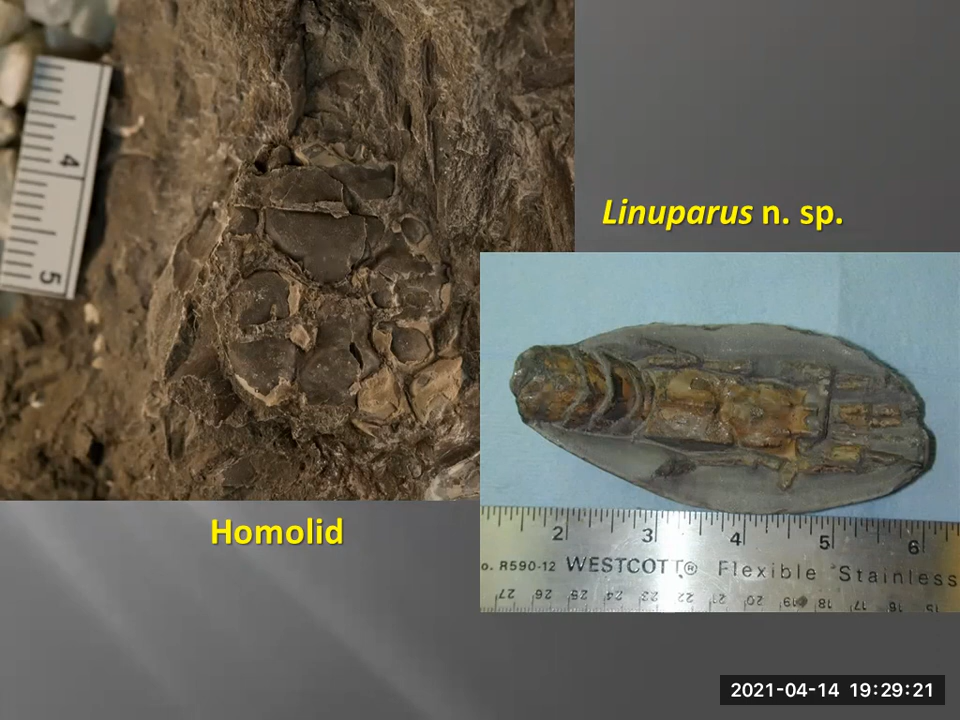 4
5
Linuparus n. sp.
Homolid
2 3 4 5 6
o. R590-12 WESTCOTT® Flexible Stainless
27 26 25 24 23 22 21 20 19 18 17 16 15
2021-04-14 19:29:21